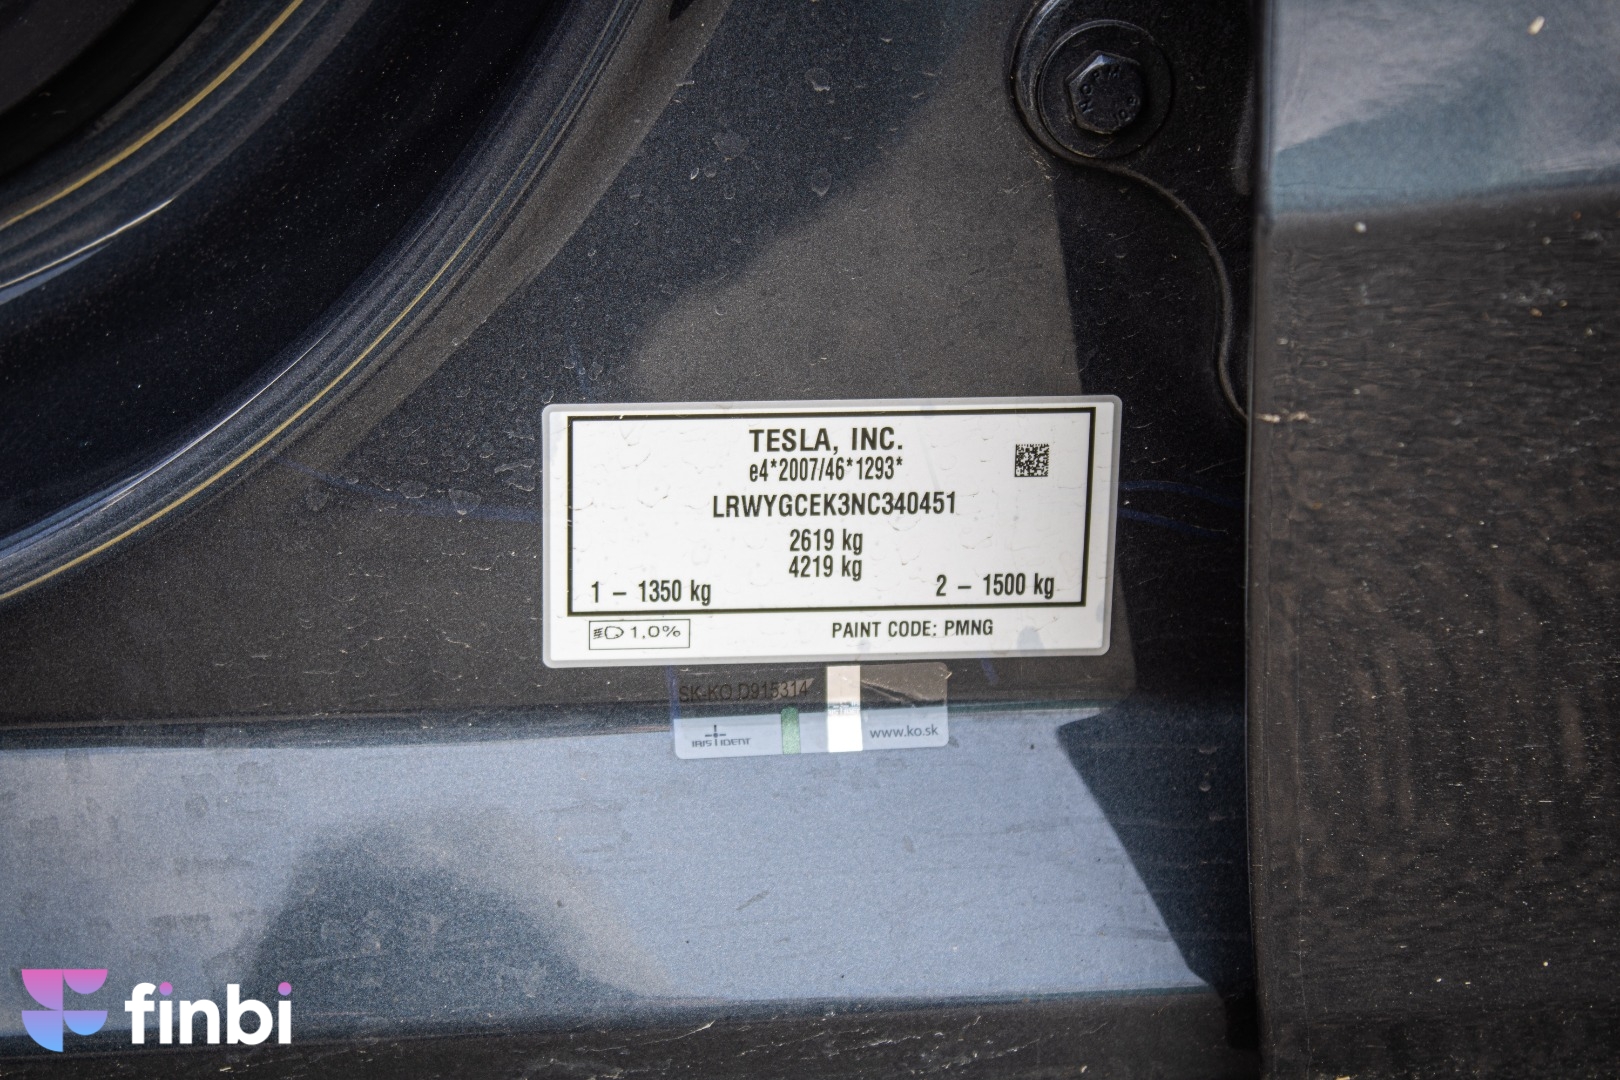 TESLA, INC.
e4*2007/46*1293*
LRWYGCEK3NC340451
2619 kg
4219 kg
1 – 1350 kg 2 – 1500 kg
1,0% PAINT CODE: PMNG
SK-KO D915314
IRIS IDENT www.ko.sk
finbi